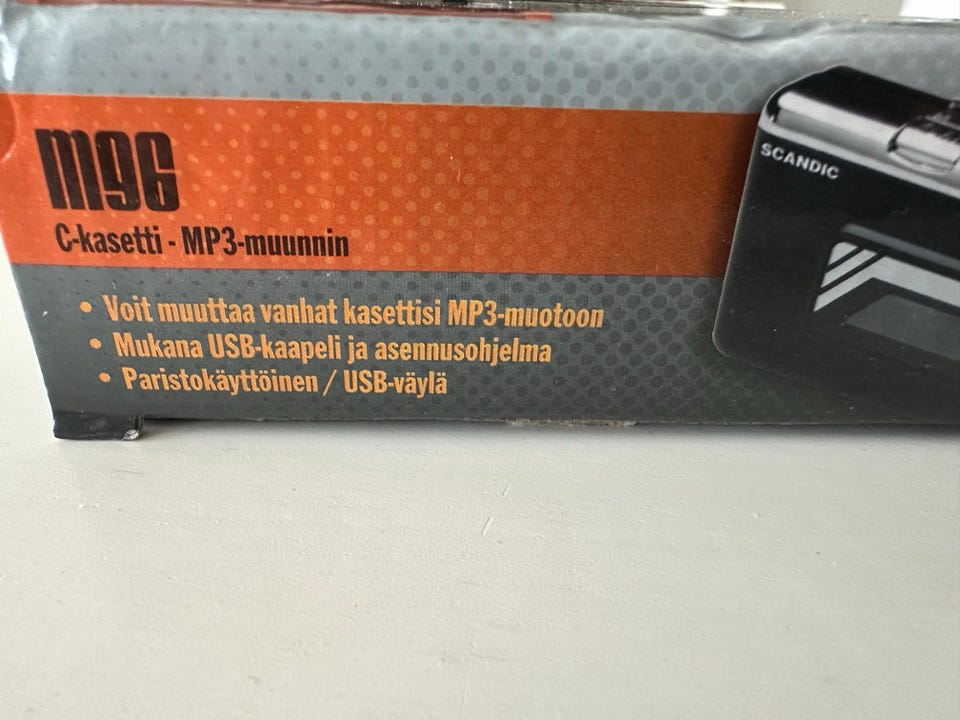 m96
C-kasetti - MP3-muunnin
SCANDIC
• Voit muuttaa vanhat kasettisi MP3-muotoon
• Mukana USB-kaapeli ja asennusohjelma
• Paristokäyttöinen / USB-väylä